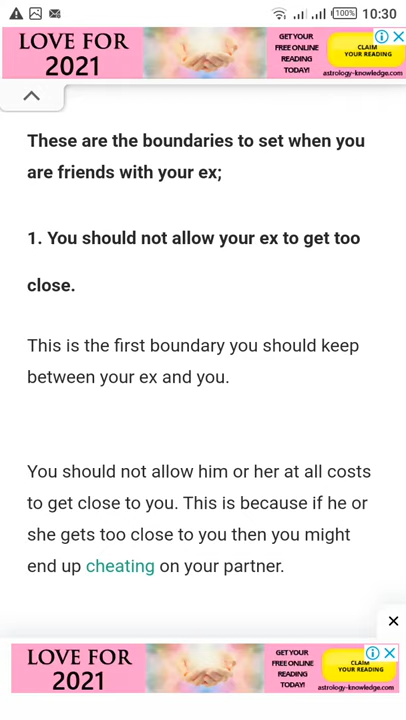 100% 10:30
LOVE FOR
2021
GET YOUR
FREE ONLINE
READING
TODAY!
CLAIM
YOUR READING
astrology-knowledge.com
These are the boundaries to set when you
are friends with your ex;
1. You should not allow your ex to get too
close.
This is the first boundary you should keep
between your ex and you.
You should not allow him or her at all costs
to get close to you. This is because if he or
she gets too close to you then you might
end up cheating on your partner.
LOVE FOR
2021
GET YOUR
FREE ONLINE
READING
TODAY!
CLAIM
YOUR READING
astrology-knowledge.com